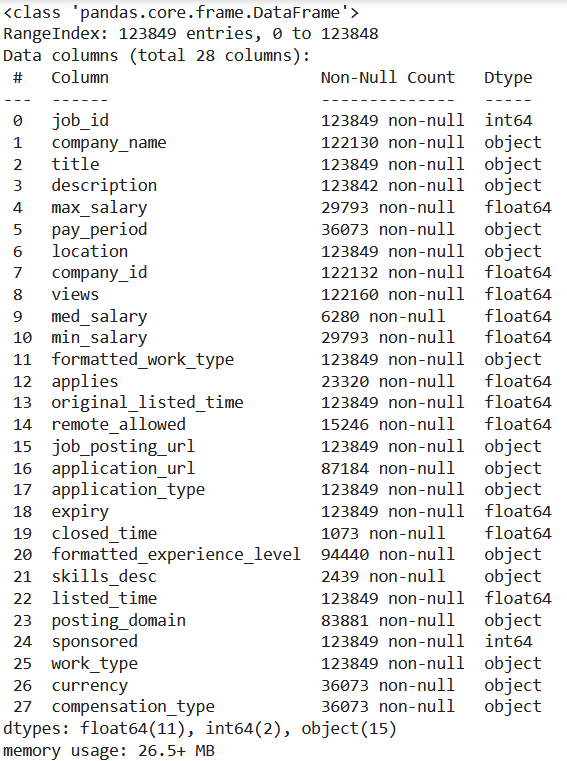 <class 'pandas.core.frame.DataFrame'>
RangeIndex: 123849 entries, 0 to 123848
Data columns (total 28 columns):
 #   Column                      Non-Null Count   Dtype
---  ------                      --------------   -----
 0   job_id                      123849 non-null  int64
 1   company_name                122130 non-null  object
 2   title                       123849 non-null  object
 3   description                 123842 non-null  object
 4   max_salary                  29793 non-null   float64
 5   pay_period                  36073 non-null   object
 6   location                    123849 non-null  object
 7   company_id                  122132 non-null  float64
 8   views                       122160 non-null  float64
 9   med_salary                  6280 non-null    float64
 10  min_salary                  29793 non-null   float64
 11  formatted_work_type         123849 non-null  object
 12  applies                     23320 non-null   float64
 13  original_listed_time        123849 non-null  float64
 14  remote_allowed              15246 non-null   float64
 15  job_posting_url             123849 non-null  object
 16  application_url             87184 non-null   object
 17  application_type            123849 non-null  object
 18  expiry                      123849 non-null  float64
 19  closed_time                 1073 non-null    float64
 20  formatted_experience_level  94440 non-null   object
 21  skills_desc                 2439 non-null    object
 22  listed_time                 123849 non-null  float64
 23  posting_domain              83881 non-null   object
 24  sponsored                   123849 non-null  int64
 25  work_type                   123849 non-null  object
 26  currency                    36073 non-null   object
 27  compensation_type           36073 non-null   object
dtypes: float64(11), int64(2), object(15)
memory usage: 26.5+ MB